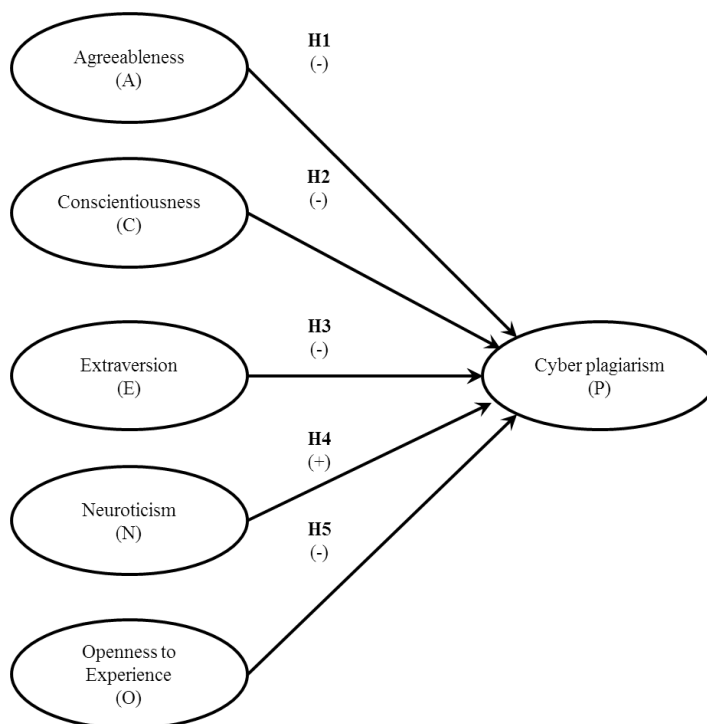 H1
(-)
Agreeableness
(A)
H2
(-)
Conscientiousness
(C)
H3
(-)
Extraversion
(E)
Cyber plagiarism
(P)
H4
(+)
Neuroticism
(N)
H5
(-)
Openness to
Experience
(O)